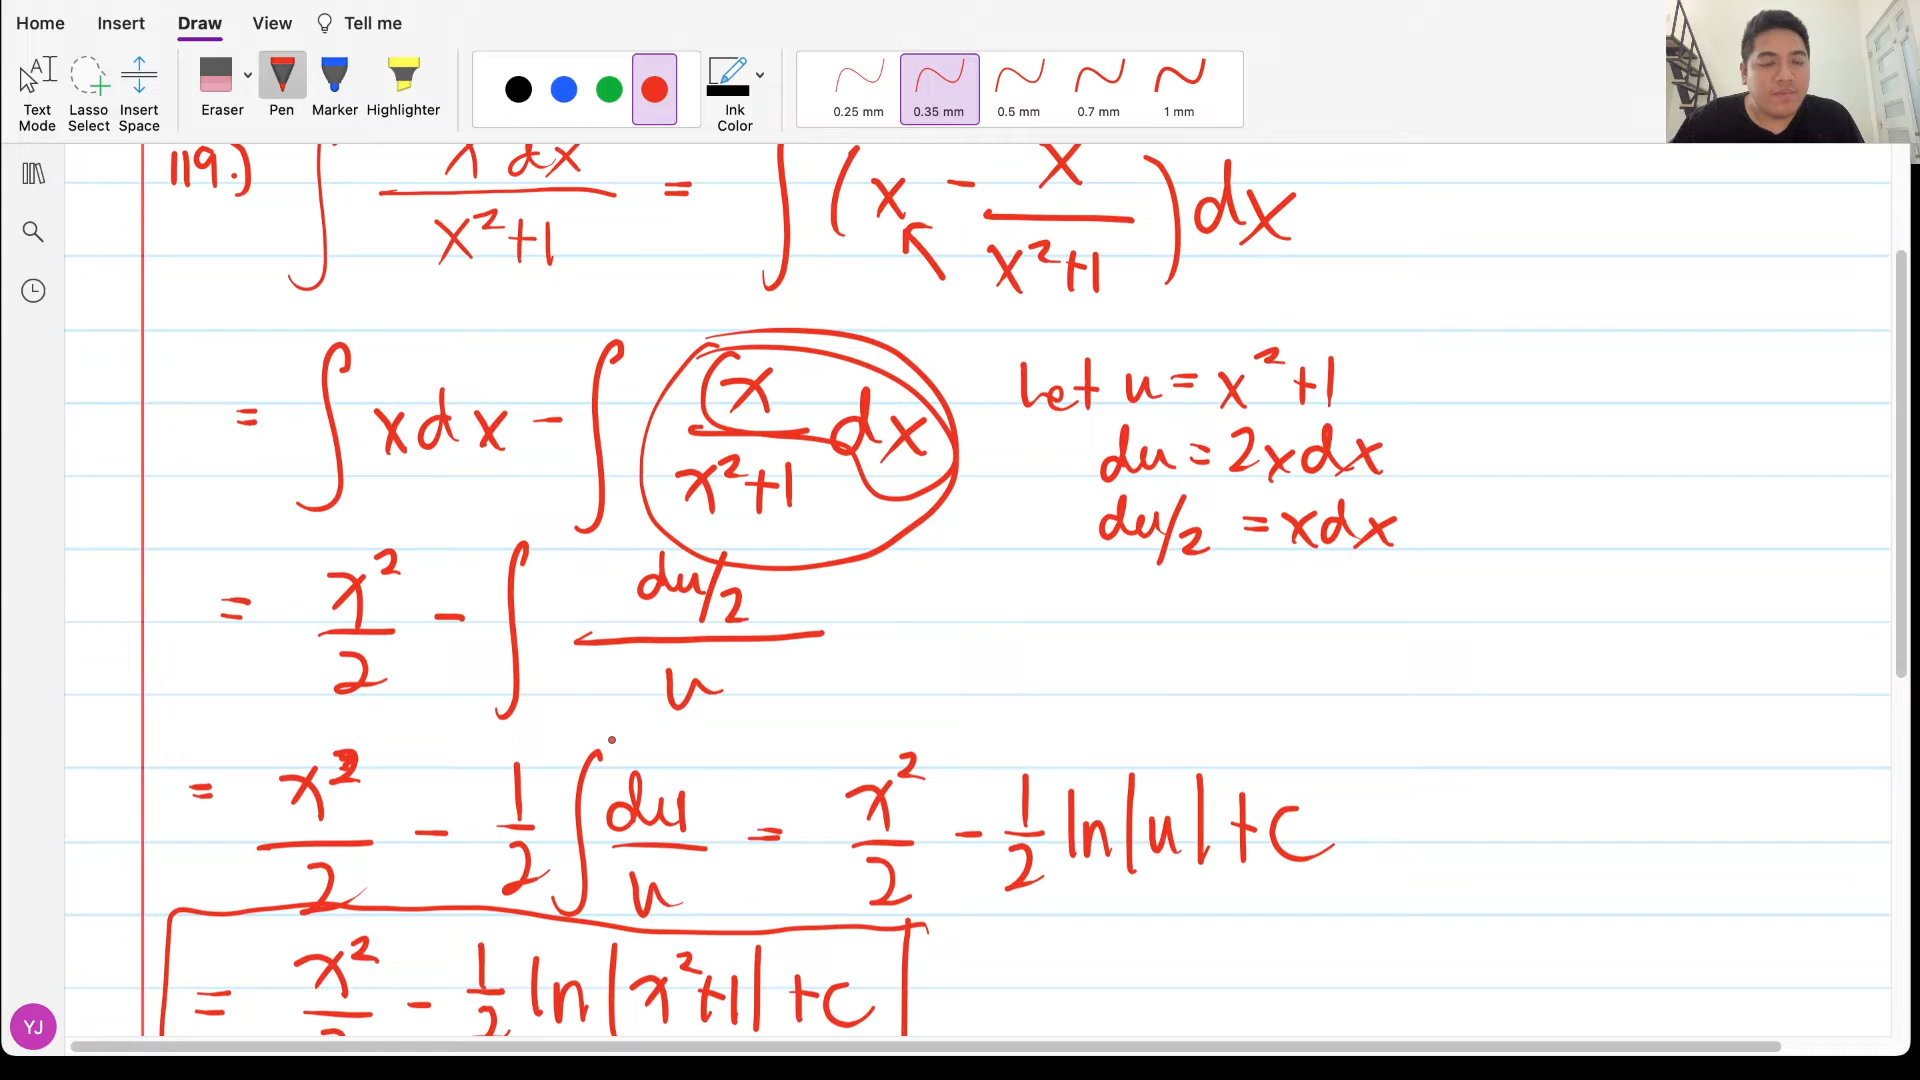 Home Insert Draw View Tell me
Text Mode Lasso Select Insert Space Eraser Pen Marker Highlighter Ink Color 0.25 mm 0.35 mm 0.5 mm 0.7 mm 1 mm
119.) ∫ x dx / x²+1 = ∫ (x - x / x²+1) dx
= ∫ x dx - ∫ x / x²+1 dx
Let u = x²+1
du = 2x dx
du/2 = x dx
= x²/2 - ∫ du/2 / u
= x²/2 - 1/2 ∫ du/u = x²/2 - 1/2 ln|u| + C
= x²/2 - 1/2 ln|x²+1| + C
YJ